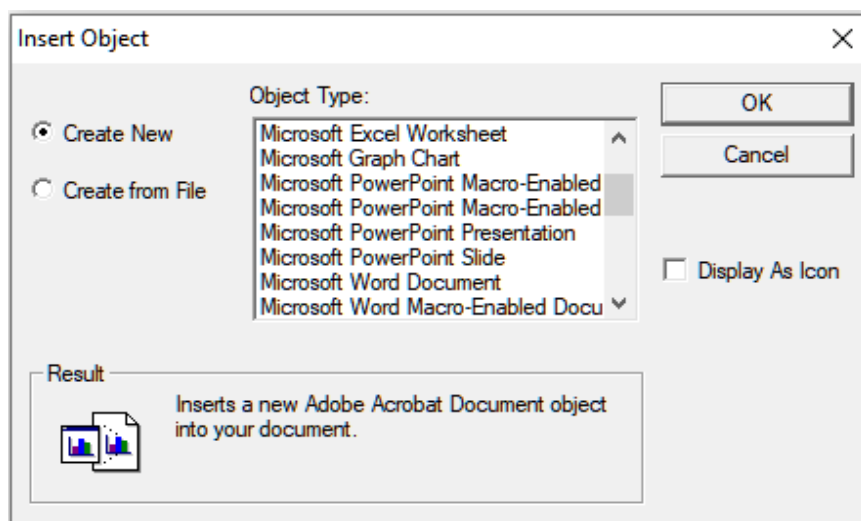 Insert Object
Object Type:
Create New
Create from File
Microsoft Excel Worksheet
Microsoft Graph Chart
Microsoft PowerPoint Macro-Enabled
Microsoft PowerPoint Macro-Enabled
Microsoft PowerPoint Presentation
Microsoft PowerPoint Slide
Microsoft Word Document
Microsoft Word Macro-Enabled Docu
OK
Cancel
Display As Icon
Result
Inserts a new Adobe Acrobat Document object
into your document.